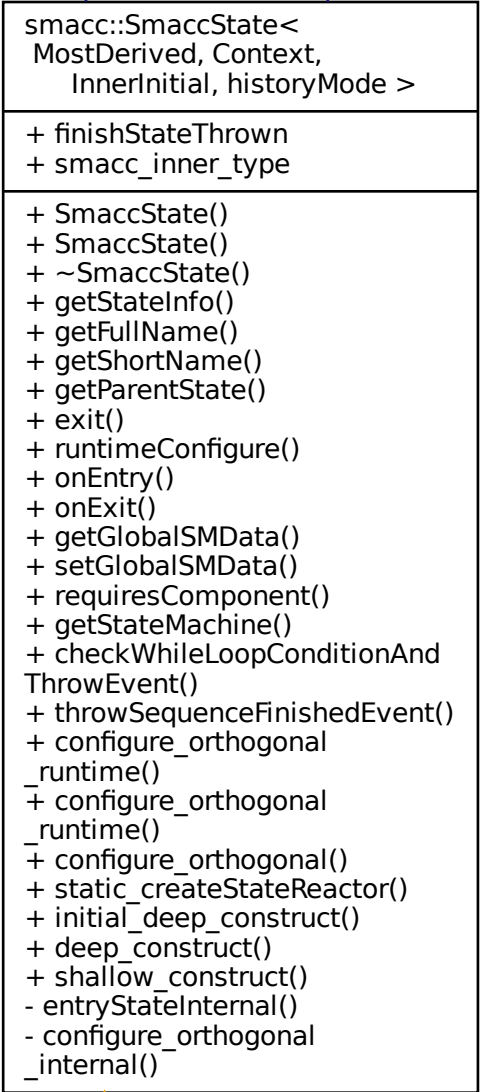 smacc::SmaccState<
MostDerived, Context,
InnerInitial, historyMode >
+ finishStateThrown
+ smacc_inner_type
+ SmaccState()
+ SmaccState()
+ ~SmaccState()
+ getStateInfo()
+ getFullName()
+ getShortName()
+ getParentState()
+ exit()
+ runtimeConfigure()
+ onEntry()
+ onExit()
+ getGlobalSMData()
+ setGlobalSMData()
+ requiresComponent()
+ getStateMachine()
+ checkWhileLoopConditionAnd
ThrowEvent()
+ throwSequenceFinishedEvent()
+ configure_orthogonal
_runtime()
+ configure_orthogonal
_runtime()
+ configure_orthogonal()
+ static_createStateReactor()
+ initial_deep_construct()
+ deep_construct()
+ shallow_construct()
- entryStateInternal()
- configure_orthogonal
_internal()